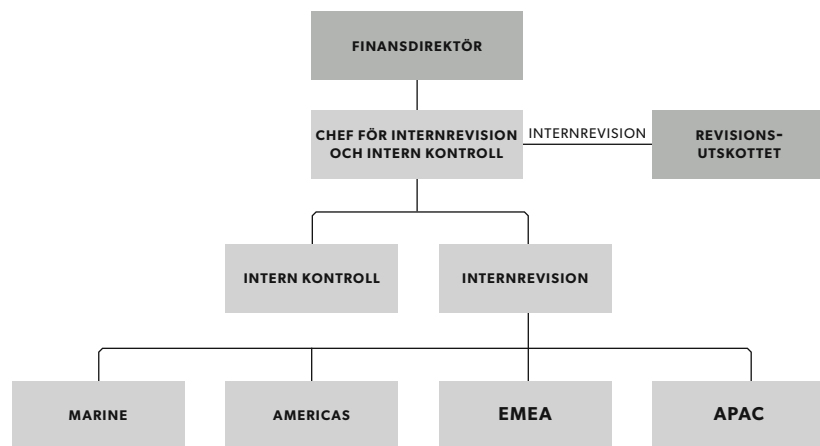 FINANSDIREKTÖR
CHEF FÖR INTERNREVISION
OCH INTERN KONTROLL
INTERNREVISION
REVISIONS-
UTSKOTTET
INTERN KONTROLL
INTERNREVISION
MARINE
AMERICAS
EMEA
APAC